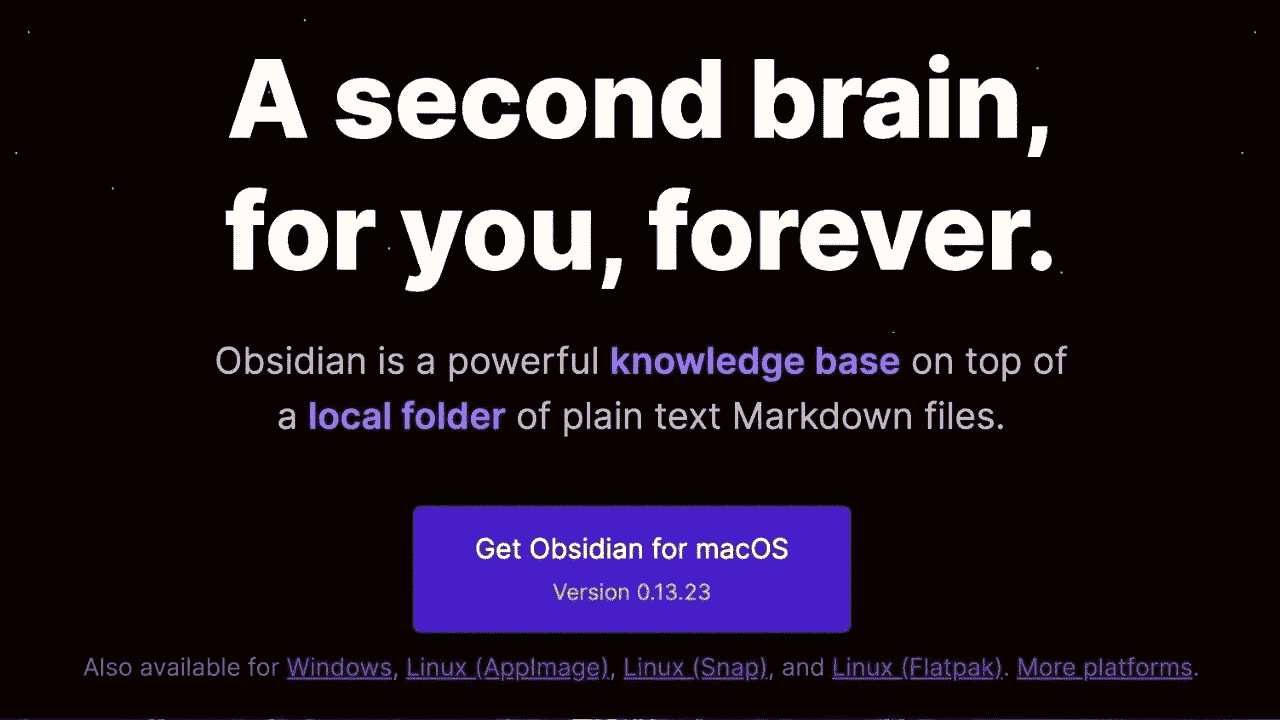 A second brain,
for you, forever.
Obsidian is a powerful knowledge base on top of
a local folder of plain text Markdown files.
Get Obsidian for macOS
Version 0.13.23
Also available for Windows, Linux (AppImage), Linux (Snap), and Linux (Flatpak). More platforms.